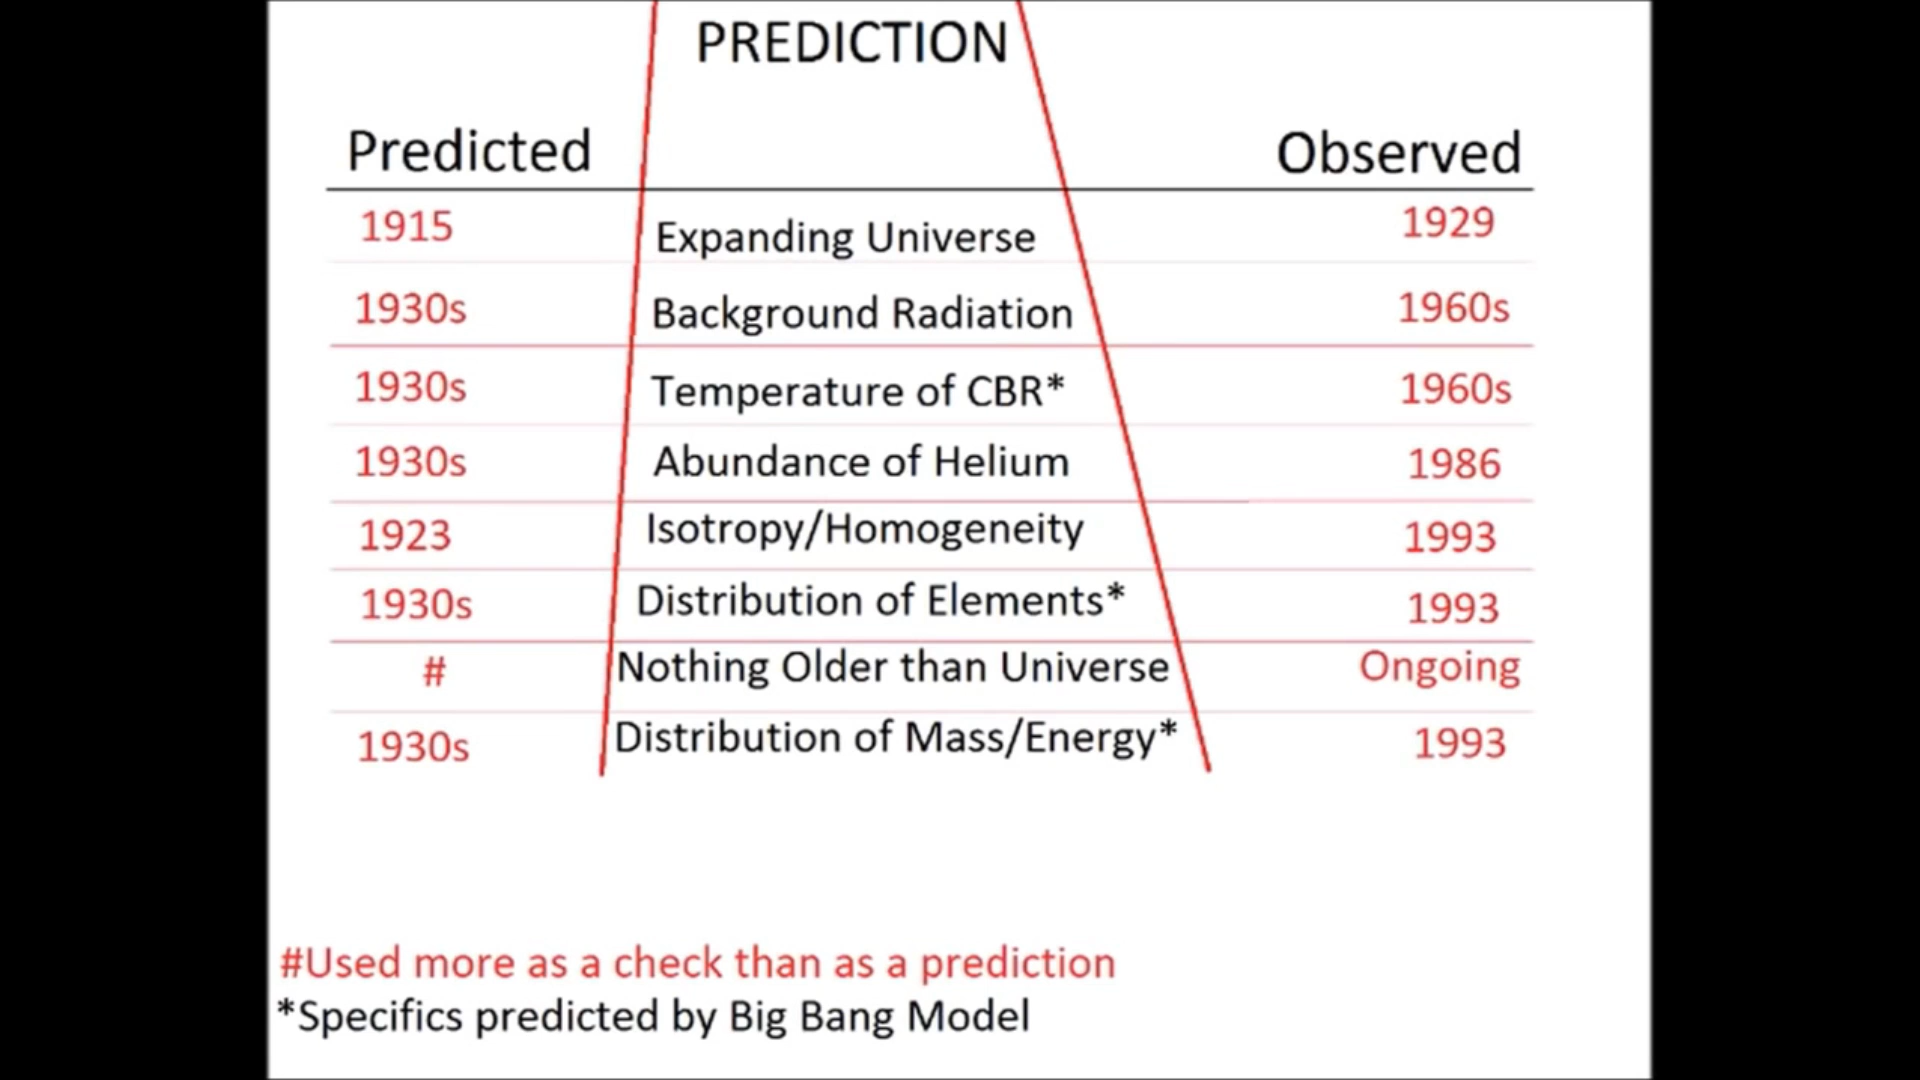 PREDICTION
Predicted Observed
1915 Expanding Universe 1929
1930s Background Radiation 1960s
1930s Temperature of CBR* 1960s
1930s Abundance of Helium 1986
1923 Isotropy/Homogeneity 1993
1930s Distribution of Elements* 1993
# Nothing Older than Universe Ongoing
1930s Distribution of Mass/Energy* 1993
#Used more as a check than as a prediction
*Specifics predicted by Big Bang Model